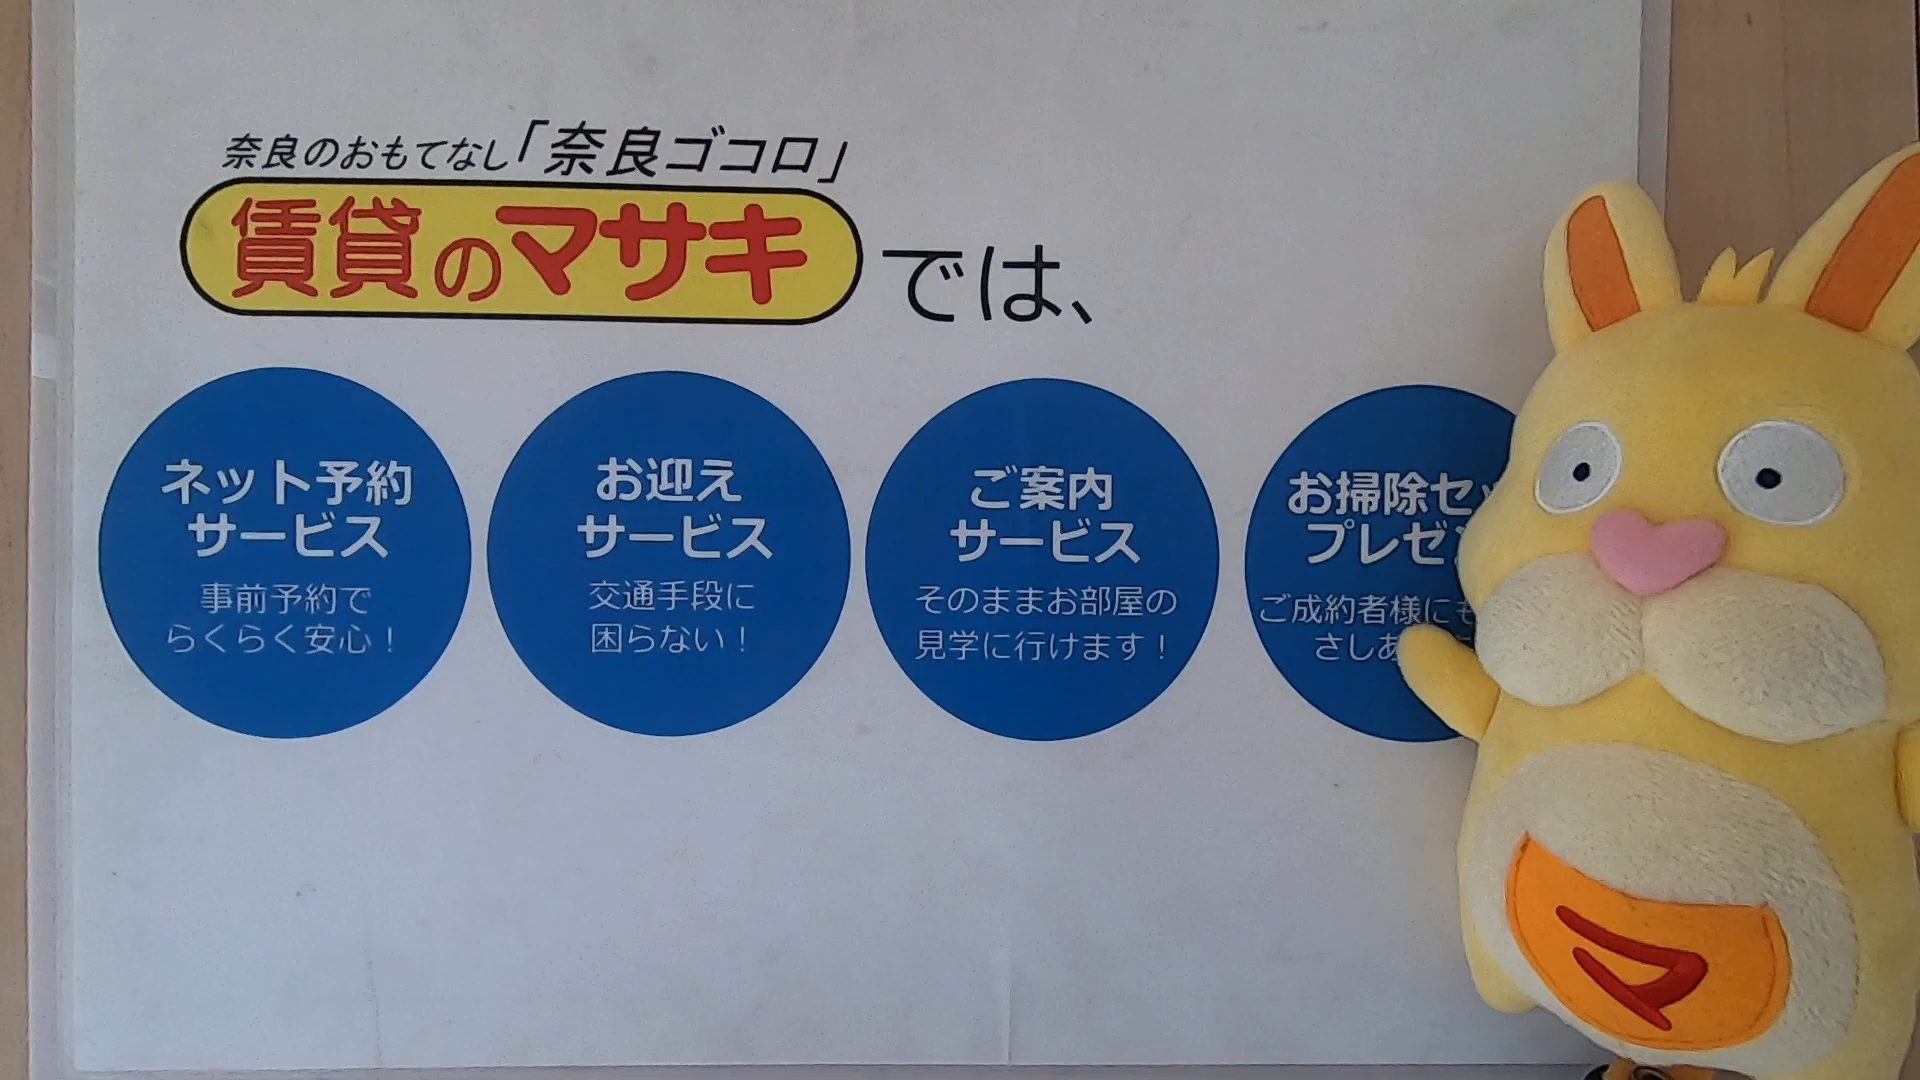 奈良のおもてなし「奈良ゴコロ」
賃貸のマサキでは、
ネット予約
サービス
事前予約で
らくらく安心！
お迎え
サービス
交通手段に
困らない！
ご案内
サービス
そのままお部屋の
見学に行けます！
お掃除セッ
プレゼ
ご成約者様にも
さしあ
マ